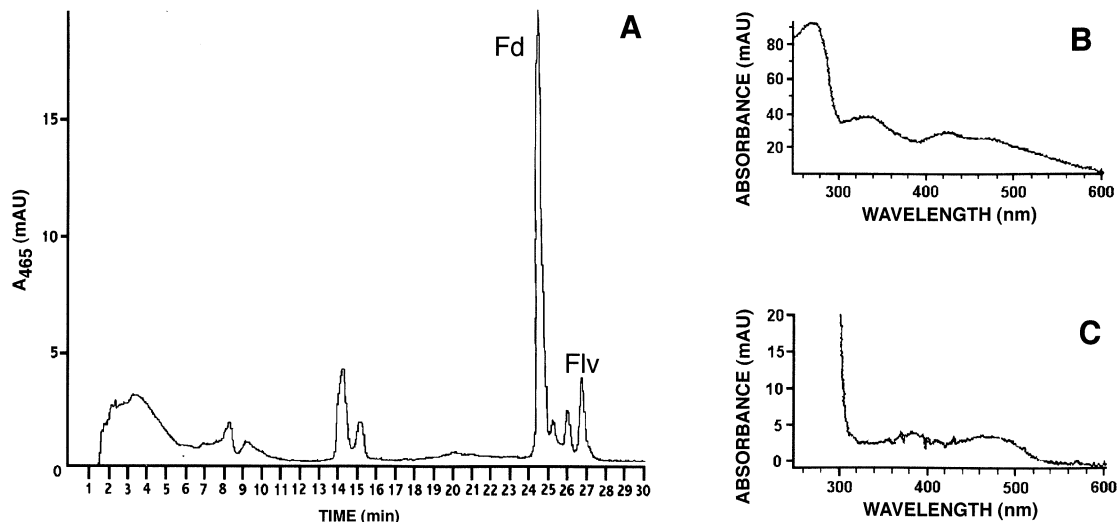 A
Fd
Flv
15
10
5
0
A465 (mAU)
1 2 3 4 5 6 7 8 9 10 11 12 13 14 15 16 17 18 19 20 21 22 23 24 25 26 27 28 29 30
TIME (min)
B
ABSORBANCE (mAU)
80
60
40
20
300 400 500 600
WAVELENGTH (nm)
C
ABSORBANCE (mAU)
20
15
10
5
0
300 400 500 600
WAVELENGTH (nm)